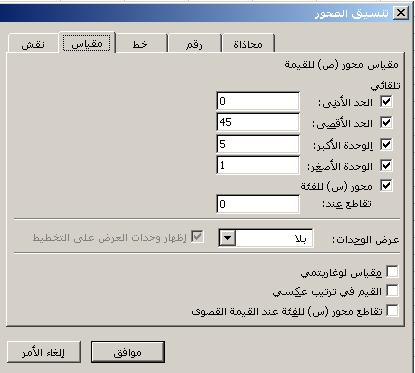 تنسيق المحور
نقش مقياس خط رقم محاذاة
مقياس محور (ص) للقيمة
تلقائي
الحد الأدنى: 0
الحد الأقصى: 45
الوحدة الأكبر: 5
الوحدة الأصغر: 1
محور (س) للفئة
تقاطع عند: 0
عرض الوحدات: بلا إظهار وحدات العرض على التخطيط
مقياس لوغاريتمي
القيم في ترتيب عكسي
تقاطع محور (س) للفئة عند القيمة القصوى
موافق إلغاء الأمر